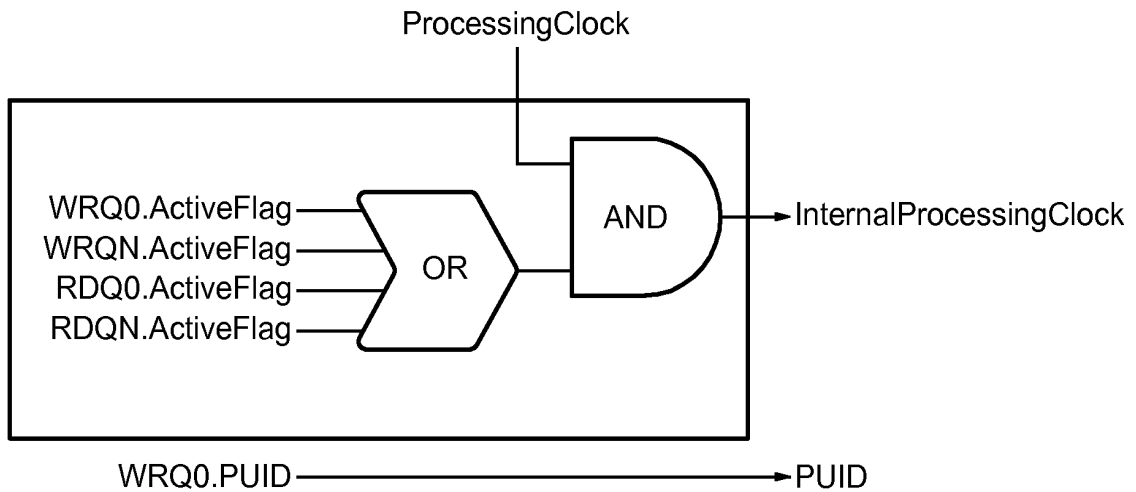 ProcessingClock
WRQ0.ActiveFlag
WRQN.ActiveFlag
RDQ0.ActiveFlag
RDQN.ActiveFlag
OR
AND
InternalProcessingClock
WRQ0.PUID
PUID